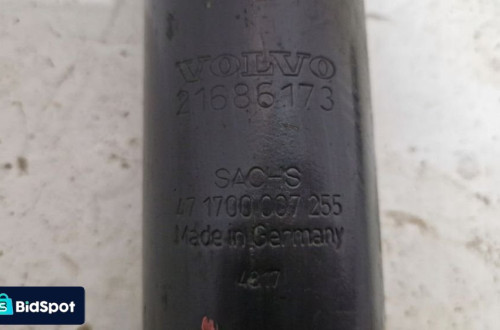 VOLVO
21686173
SACHS
47 1700 007 255
Made in Germany
4817
BidSpot